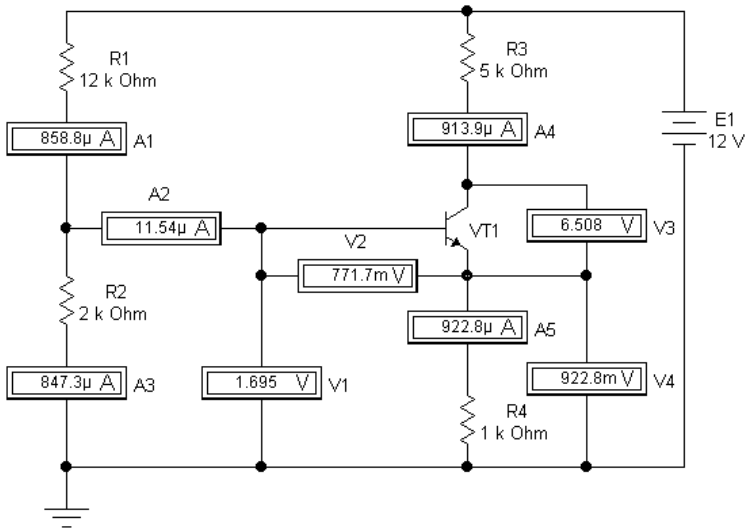 R1
12 k Ohm
858.8µ A
A1
R3
5 k Ohm
913.9µ A
A4
E1
12 V
A2
11.54µ A
VT1
6.508 V
V3
V2
771.7m V
R2
2 k Ohm
922.8µ A
A5
847.3µ A
A3
1.695 V
V1
922.8m V
V4
R4
1 k Ohm